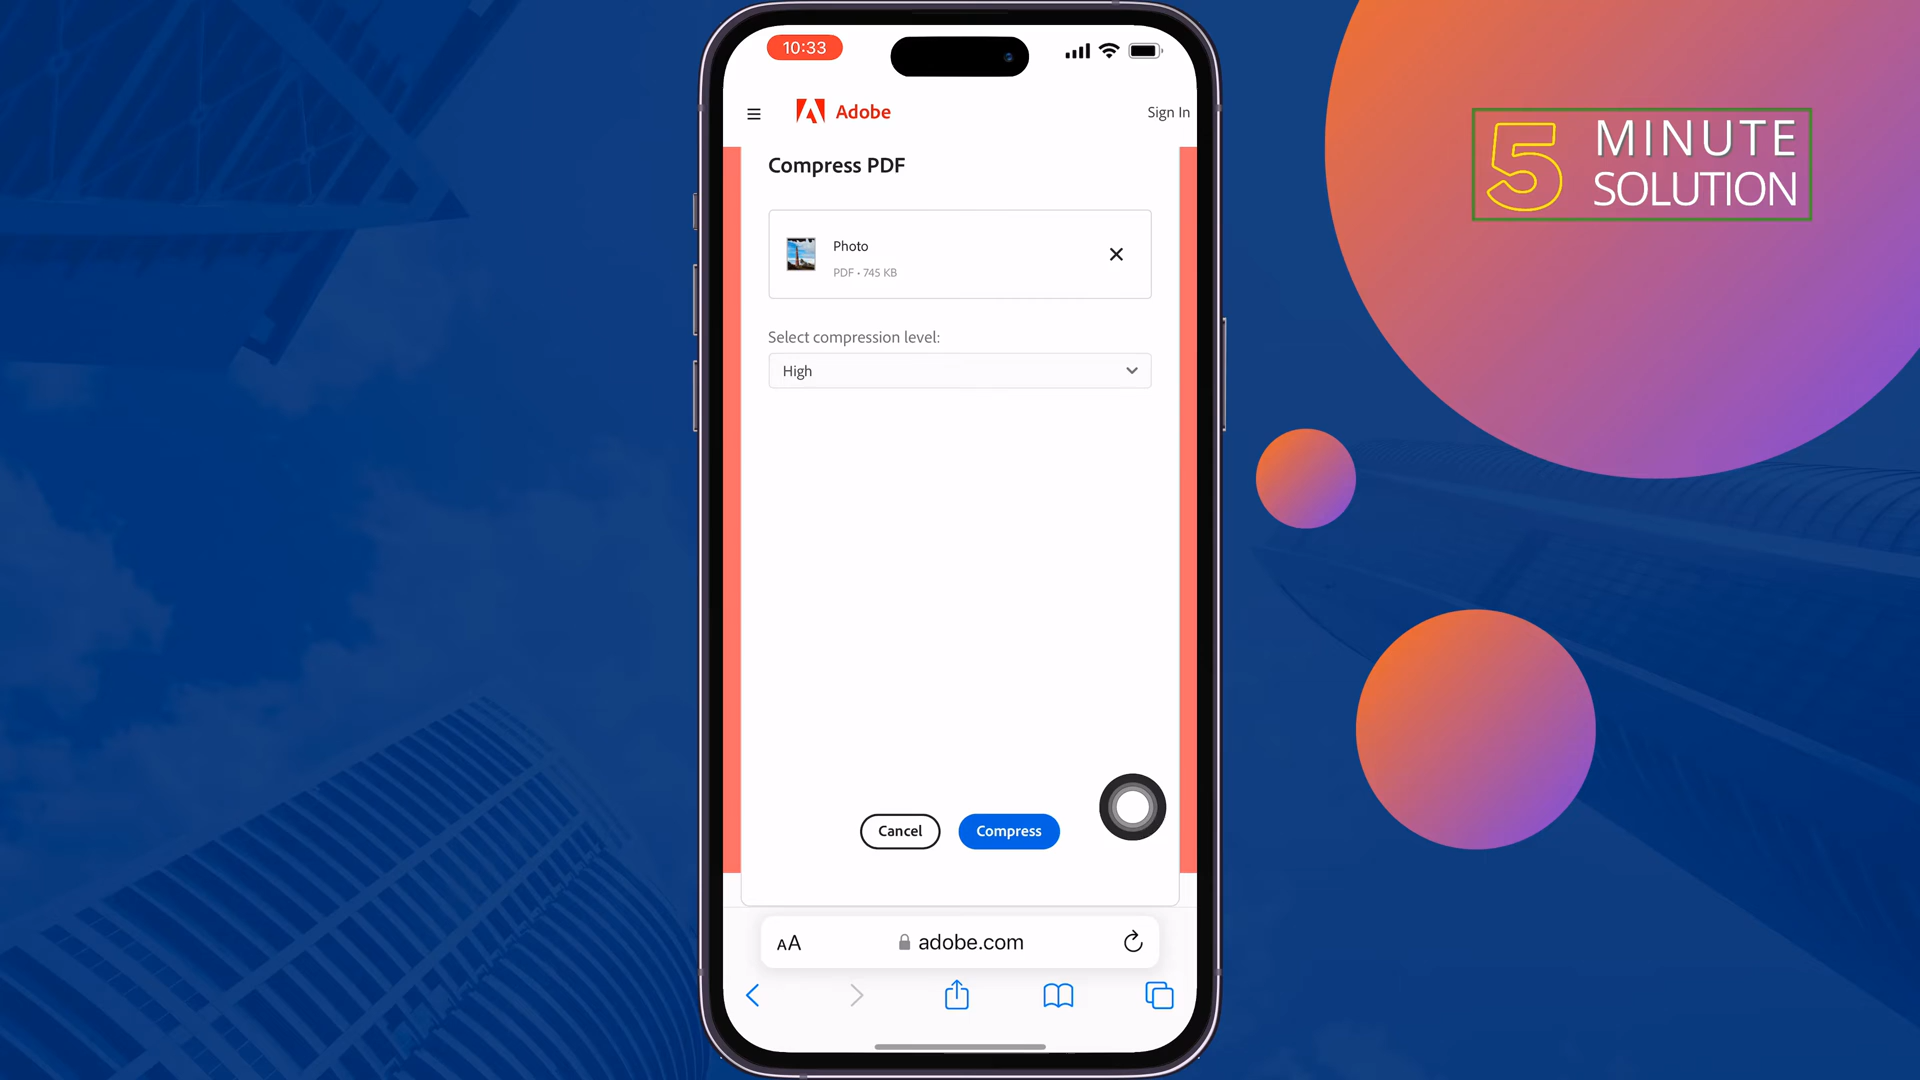 10:33
Adobe
Sign In
Compress PDF
Photo
PDF • 745 KB
Select compression level:
High
Cancel
Compress
AA
adobe.com
5 MINUTE
SOLUTION